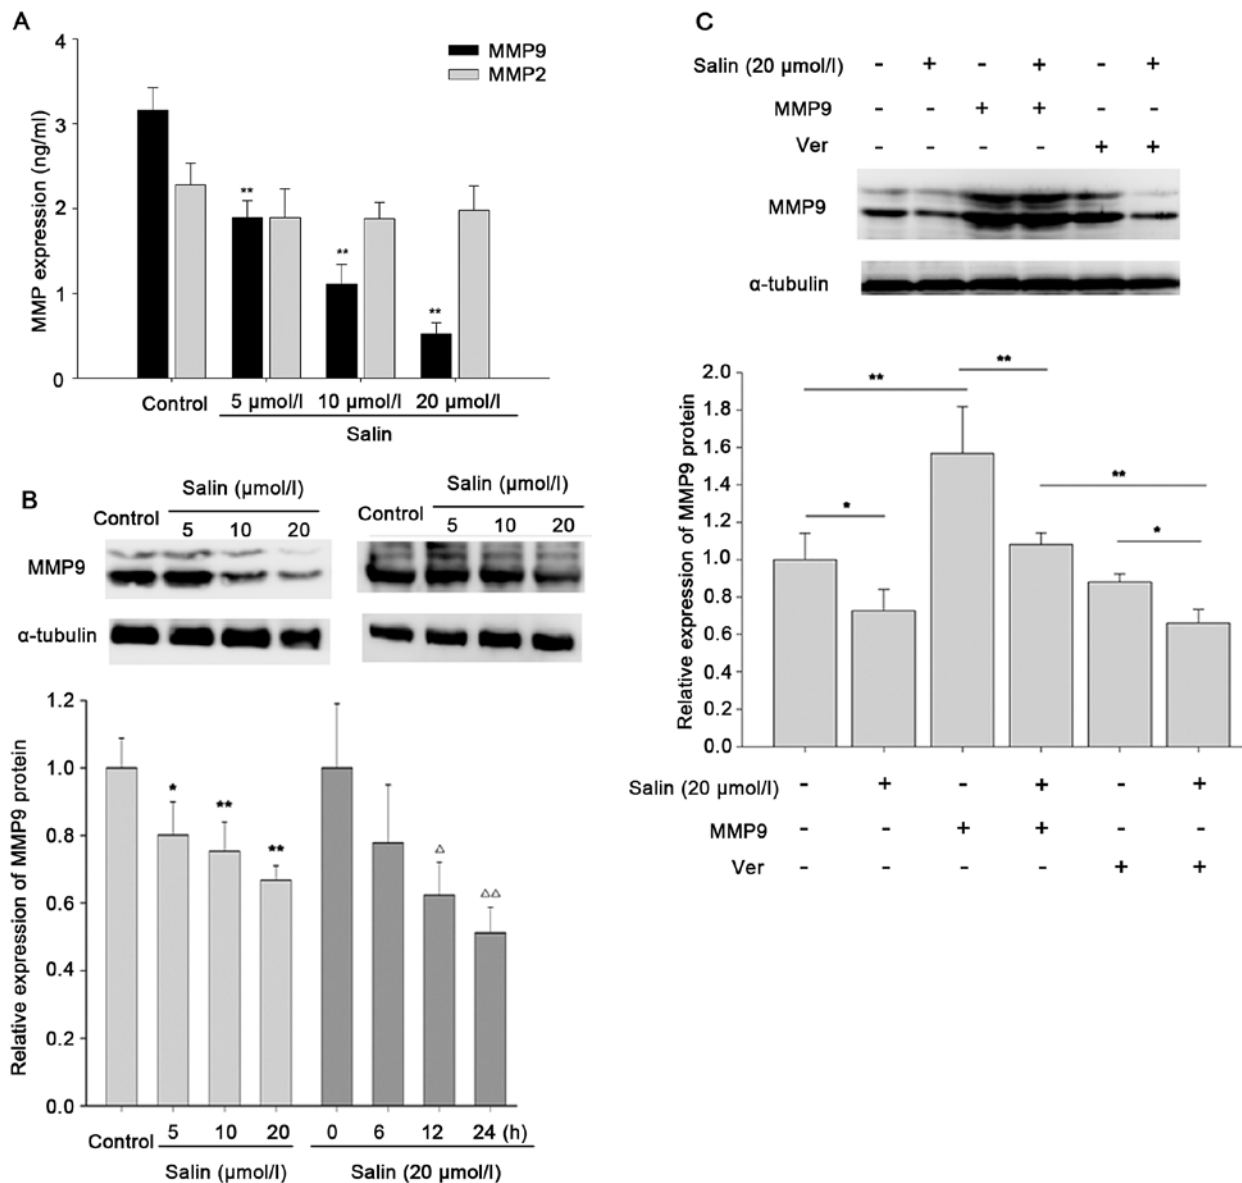 A
4
3
2
1
0
MMP expression (ng/ml)
MMP9
MMP2
**
**
**
Control 5 µmol/l 10 µmol/l 20 µmol/l
Salin
B
Salin (µmol/l)
Control 5 10 20
Salin (µmol/l)
Control 5 10 20
MMP9
α-tubulin
1.2
1.0
0.8
0.6
0.4
0.2
0.0
Relative expression of MMP9 protein
* ** **
△ △△
Control 5 10 20 0 6 12 24 (h)
Salin (µmol/l) Salin (20 µmol/l)
C
Salin (20 µmol/l) - + - + - +
MMP9 - - + + - -
Ver - - - - + +
MMP9
α-tubulin
2.0
1.8
1.6
1.4
1.2
1.0
0.8
0.6
0.4
0.2
0.0
Relative expression of MMP9 protein
**
**
**
*
*
Salin (20 µmol/l) - + - + - +
MMP9 - - + + - -
Ver - - - - + +